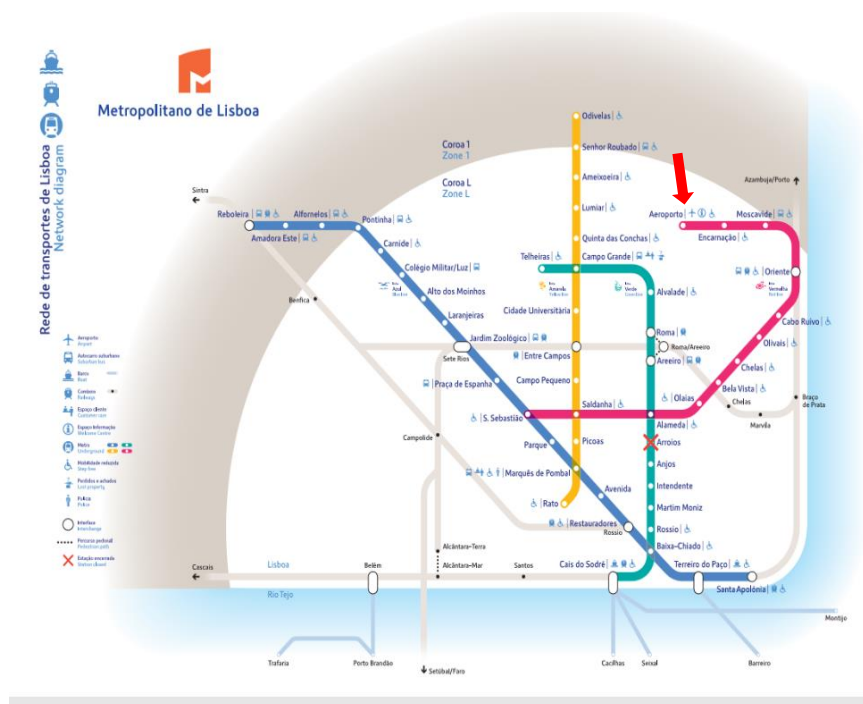 Metropolitano de Lisboa
Rede de transportes de Lisboa
Network diagram
Coroa 1
Zone 1
Coroa L
Zone L
Odivelas
Senhor Roubado
Ameixoeira
Lumiar
Quinta das Conchas
Telheiras
Campo Grande
Sintra
Reboleira
Alfornelos
Pontinha
Amadora Este
Carnide
Colégio Militar/Luz
Alto dos Moinhos
Laranjeiras
Benfica
Jardim Zoológico
Sete Rios
Praça de Espanha
Campolide
Azambuja/Porto
Aeroporto
Moscavide
Encarnação
Oriente
Alvalade
Cidade Universitária
Roma
Roma/Areeiro
Areeiro
Entre Campos
Campo Pequeno
Cabo Ruivo
Olivais
Chelas
Bela Vista
Olaias
Chelas
Marvila
Braço
de Prata
S. Sebastião
Saldanha
Alameda
Arroios
Parque
Picoas
Anjos
Marquês de Pombal
Intendente
Avenida
Martim Moniz
Rato
Restauradores
Rossio
Rossio
Baixa-Chiado
Cais do Sodré
Terreiro do Paço
Santa Apolónia
Alcântara-Terra
Alcântara-Mar
Santos
Belém
Cascais
Lisboa
Rio Tejo
Montijo
Trafaria
Porto Brandão
Setúbal/Faro
Cacilhas
Seixal
Barreiro
Aeroporto
Airport
Autocarro suburbano
Suburban bus
Barco
Boat
Comboio
Railways
Espaço cliente
Customer care
Espaço Informação
Welcome Centre
Metro
Underground
Mobilidade reduzida
Step free
Perdidos e achados
Lost property
Polícia
Police
Interface
Interchange
Percurso pedonal
Pedestrian path
Estação encerrada
Station closed